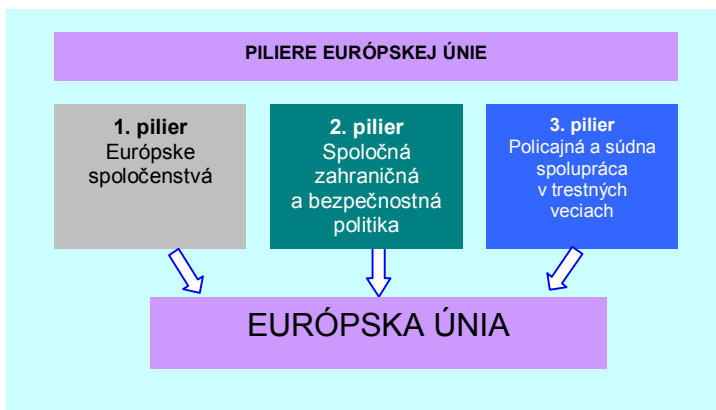 PILIERE EURÓPSKEJ ÚNIE
1. pilier
Európske
spoločenstvá
2. pilier
Spoločná
zahraničná
a bezpečnostná
politika
3. pilier
Policajná a súdna
spolupráca
v trestných
veciach
EURÓPSKA ÚNIA